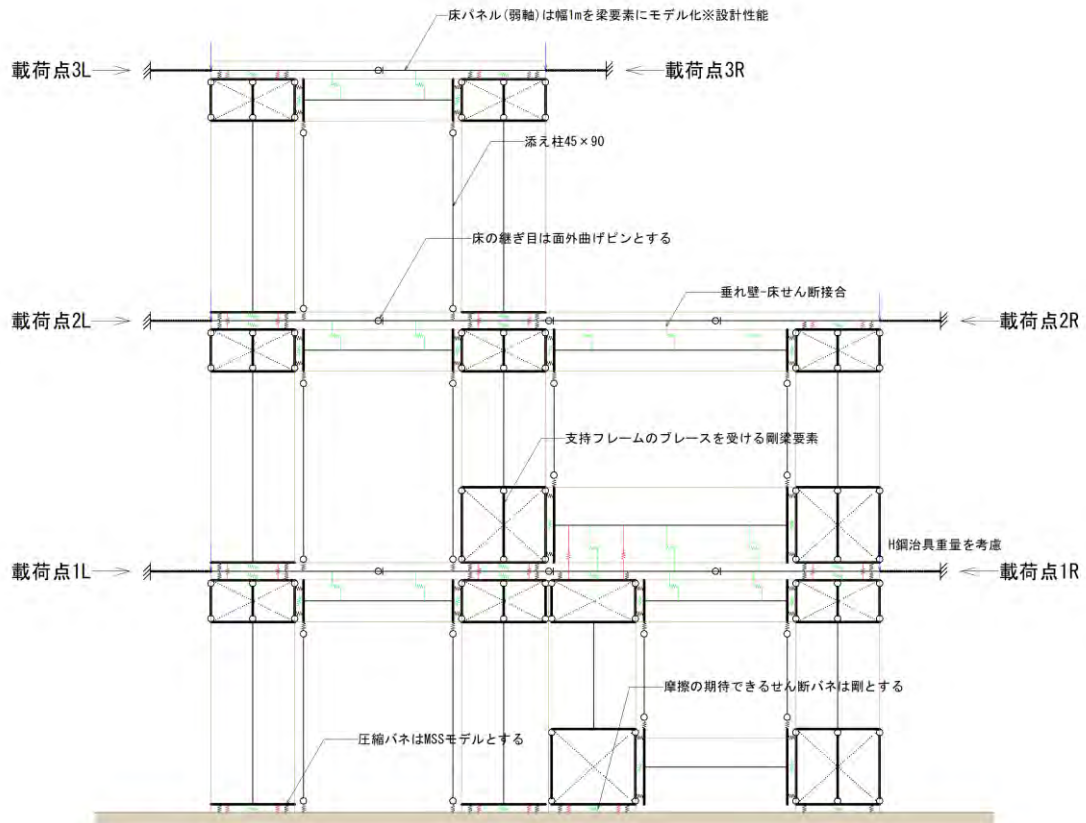 床パネル(弱軸)は幅1mを梁要素にモデル化※設計性能
載荷点3L
載荷点3R
添え柱45×90
床の継ぎ目は面外曲げピンとする
垂れ壁-床せん断接合
載荷点2L
載荷点2R
支持フレームのブレースを受ける剛梁要素
H鋼治具重量を考慮
載荷点1L
載荷点1R
摩擦の期待できるせん断バネは剛とする
圧縮バネはMSSモデルとする